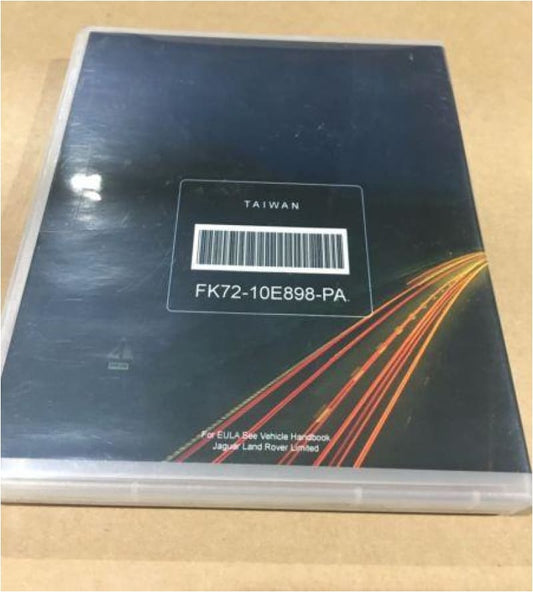 TAIWAN
FK72-10E898-PA
For EULA See Vehicle Handbook
Jaguar Land Rover Limited